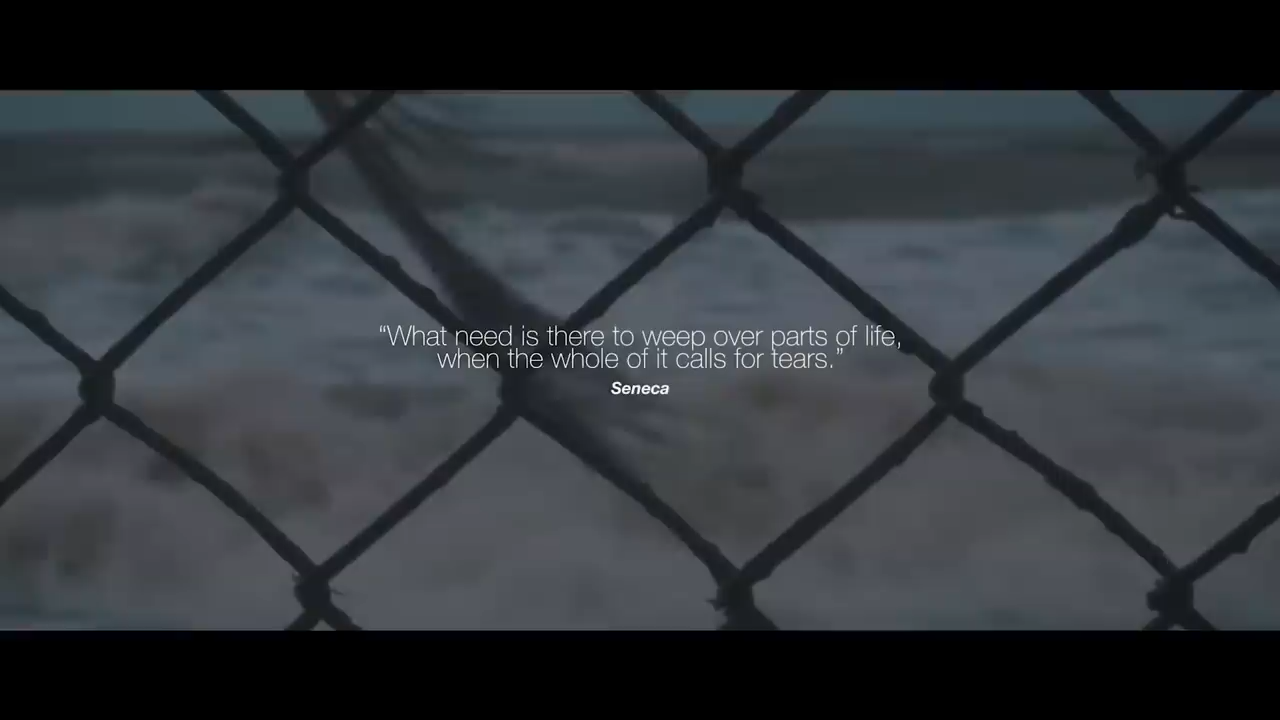 “What need is there to weep over parts of life,
when the whole of it calls for tears.”
Seneca